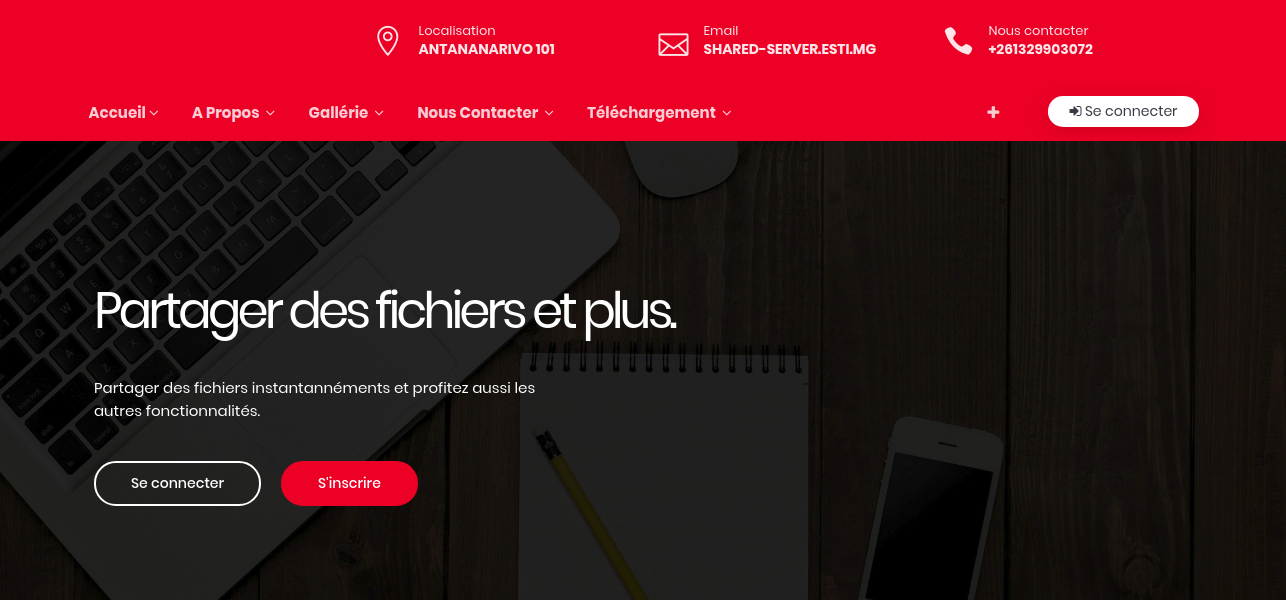 Localisation
ANTANANARIVO 101
Email
SHARED-SERVER.ESTI.MG
Nous contacter
+261329903072
Accueil
A Propos
Gallérie
Nous Contacter
Téléchargement
+
Se connecter
Partager des fichiers et plus.
Partager des fichiers instantannéments et profitez aussi les
autres fonctionnalités.
Se connecter
S'inscrire